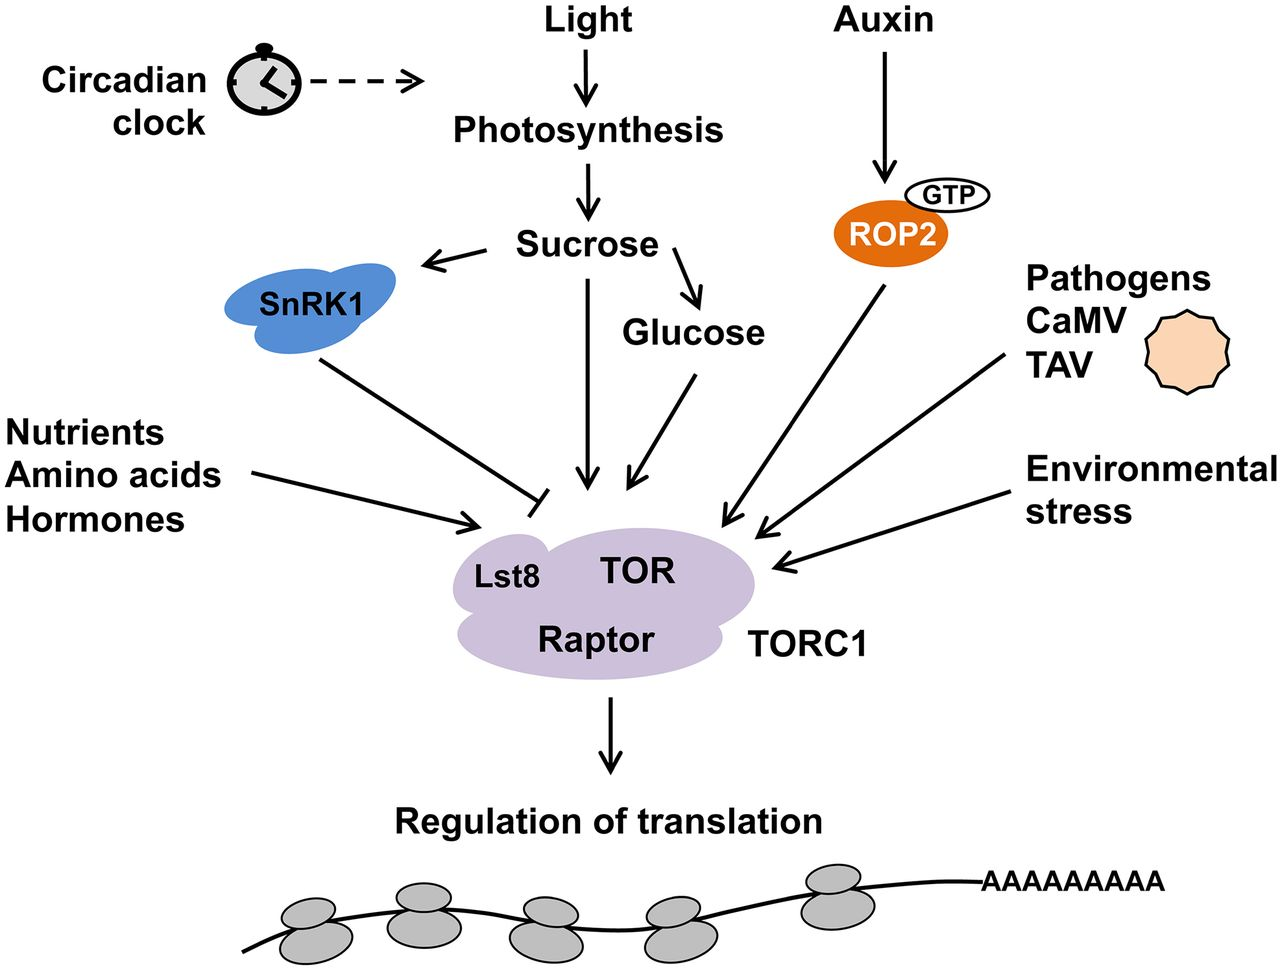 Light
Auxin
Circadian
clock
Photosynthesis
GTP
ROP2
Sucrose
SnRK1
Glucose
Pathogens
CaMV
TAV
Nutrients
Amino acids
Hormones
Environmental
stress
Lst8
TOR
Raptor
TORC1
Regulation of translation
AAAAAAAAA